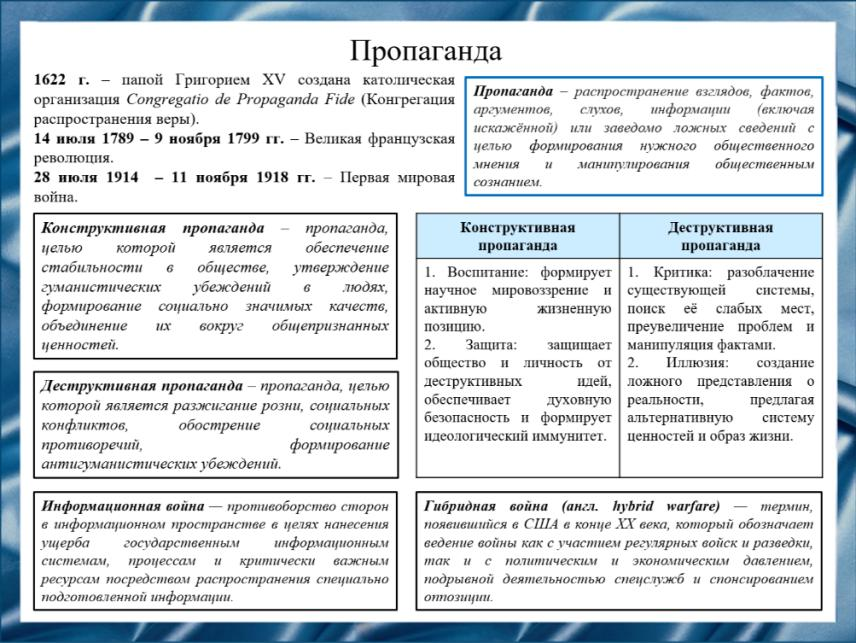 Пропаганда
1622 г. – папой Григорием XV создана католическая
организация Congregatio de Propaganda Fide (Конгрегация
распространения веры).
14 июля 1789 – 9 ноября 1799 гг. – Великая французская
революция.
28 июля 1914 – 11 ноября 1918 гг. – Первая мировая
война.
Пропаганда – распространение взглядов, фактов,
аргументов, слухов, информации (включая
искажённой) или заведомо ложных сведений с
целью формирования нужного общественного
мнения и манипулирования общественным
сознанием.
Конструктивная пропаганда – пропаганда,
целью которой является обеспечение
стабильности в обществе, утверждение
гуманистических убеждений в людях,
формирование социально значимых качеств,
объединение их вокруг общепризнанных
ценностей.
Деструктивная пропаганда – пропаганда, целью
которой является разжигание розни, социальных
конфликтов, обострение социальных
противоречий, формирование
антигуманистических убеждений.
Конструктивная
пропаганда
1. Воспитание: формирует
научное мировоззрение и
активную жизненную
позицию.
2. Защита: защищает
общество и личность от
деструктивных идей,
обеспечивает духовную
безопасность и формирует
идеологический иммунитет.
Деструктивная
пропаганда
1. Критика: разоблачение
существующей системы,
поиск её слабых мест,
преувеличение проблем и
манипуляция фактами.
2. Иллюзия: создание
ложного представления о
реальности, предлагая
альтернативную систему
ценностей и образ жизни.
Информационная война — противоборство сторон
в информационном пространстве в целях нанесения
ущерба государственным информационным
системам, процессам и критически важным
ресурсам посредством распространения специально
подготовленной информации.
Гибридная война (англ. hybrid warfare) — термин,
появившийся в США в конце XX века, который обозначает
ведение войны как с участием регулярных войск и разведки,
так и с политическим и экономическим давлением,
подрывной деятельностью спецслужб и спонсированием
оппозиции.